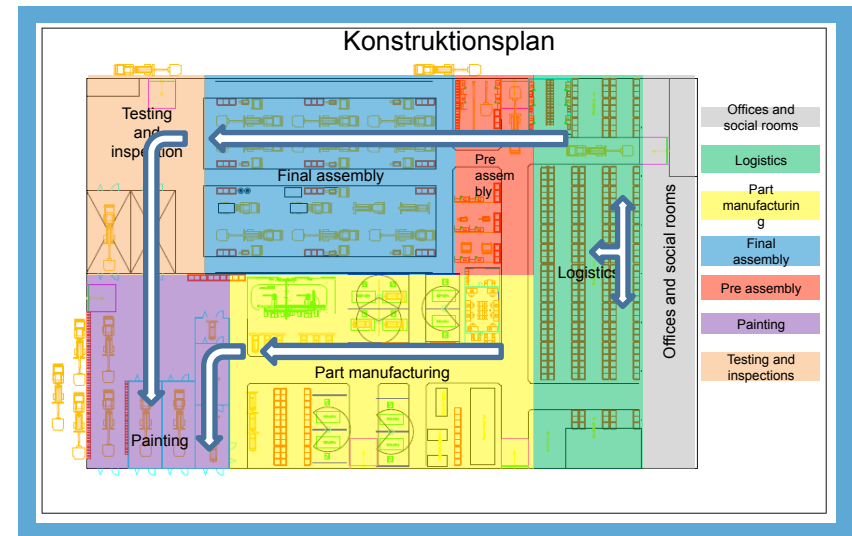 Konstruktionsplan
Testing
and
inspection
Final assembly
Pre
assem
bly
Logistics
Offices and social rooms
Part manufacturing
Painting
Offices and
social rooms
Logistics
Part
manufacturin
g
Final
assembly
Pre assembly
Painting
Testing and
inspections